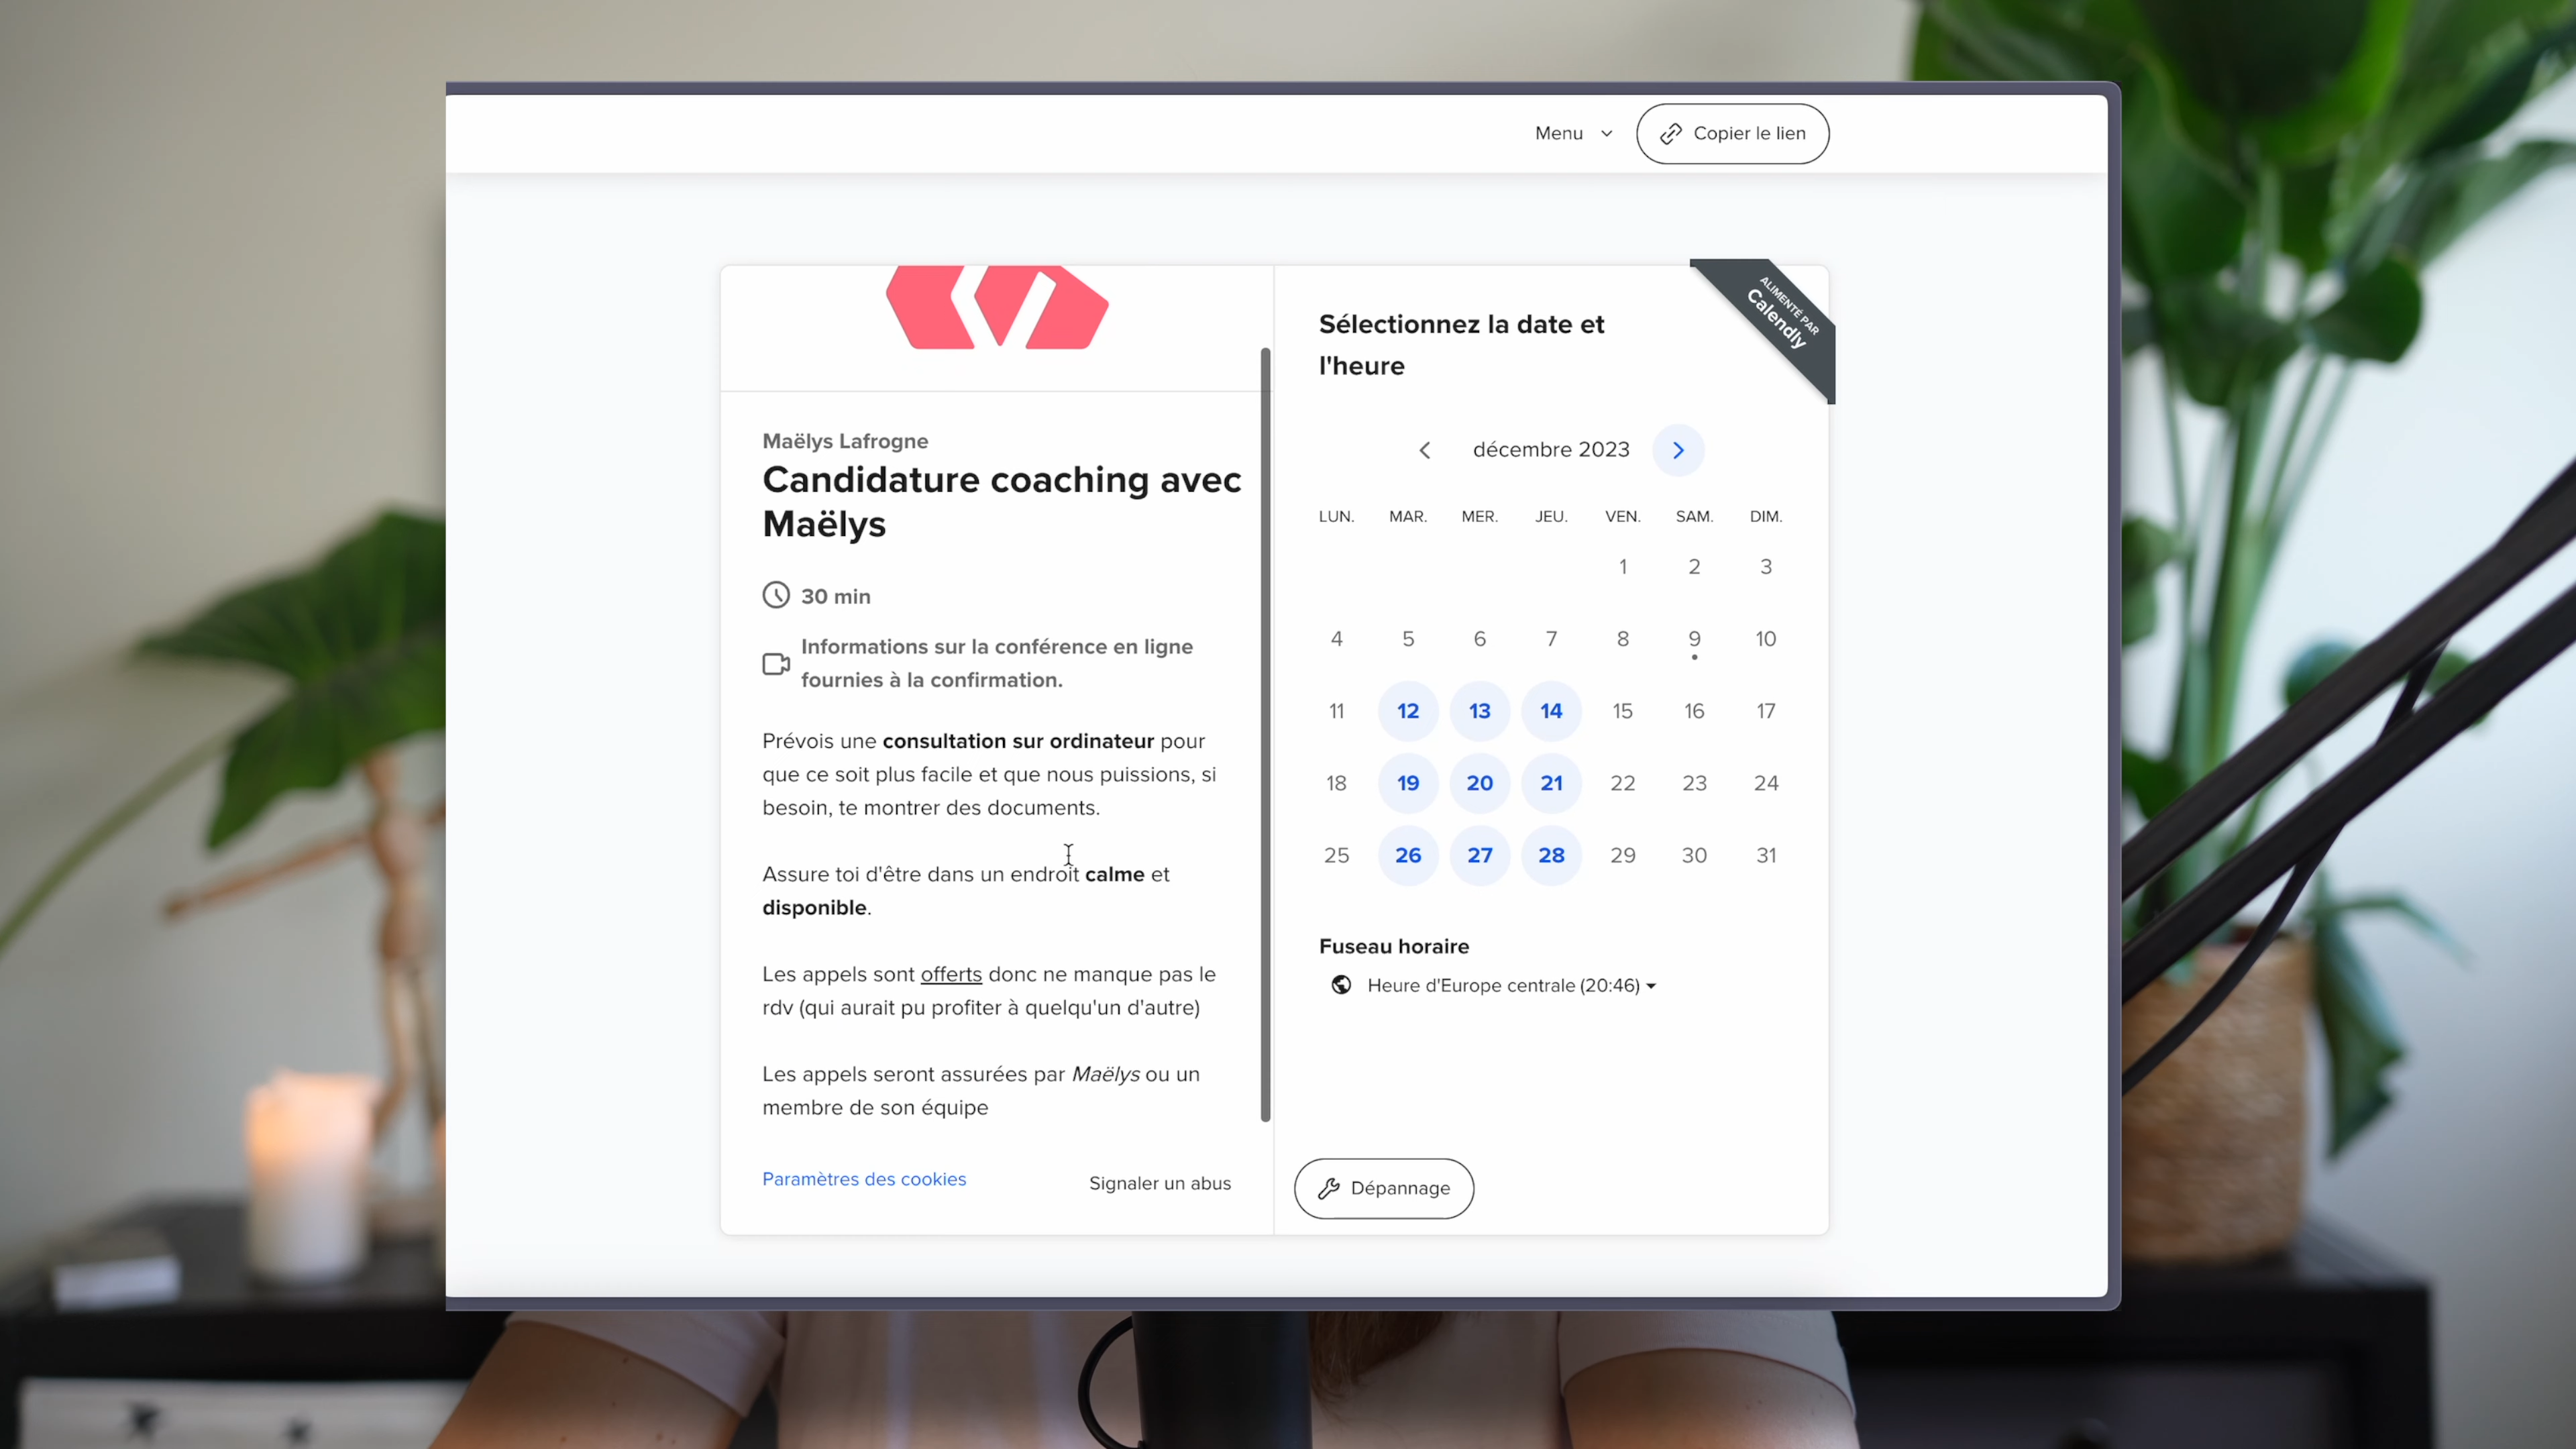 Menu
Copier le lien
Maëlys Lafrogne
Candidature coaching avec
Maëlys
30 min
Informations sur la conférence en ligne
fournies à la confirmation.
Prévois une consultation sur ordinateur pour
que ce soit plus facile et que nous puissions, si
besoin, te montrer des documents.
Assure toi d'être dans un endroit calme et
disponible.
Les appels sont offerts donc ne manque pas le
rdv (qui aurait pu profiter à quelqu'un d'autre)
Les appels seront assurées par Maëlys ou un
membre de son équipe
Paramètres des cookies
Signaler un abus
Sélectionnez la date et
l'heure
ALIMENTÉ PAR
Calendly
décembre 2023
LUN. MAR. MER. JEU. VEN. SAM. DIM.
1 2 3
4 5 6 7 8 9 10
11 12 13 14 15 16 17
18 19 20 21 22 23 24
25 26 27 28 29 30 31
Fuseau horaire
Heure d'Europe centrale (20:46)
Dépannage